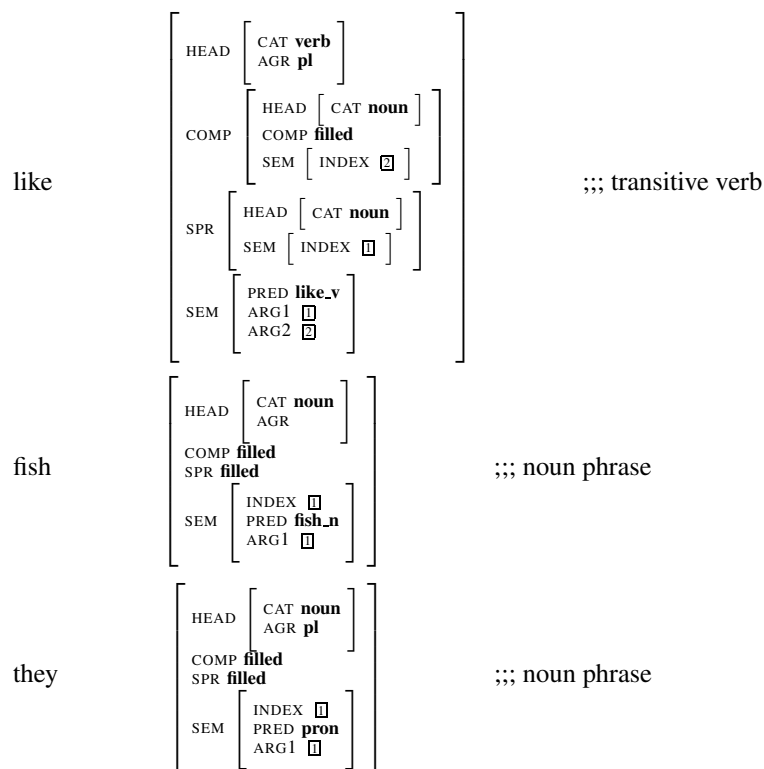 HEAD CAT verb
AGR pl
COMP HEAD CAT noun
COMP filled
SEM INDEX 2
like ;;; transitive verb
SPR HEAD CAT noun
SEM INDEX 1
SEM PRED like_v
ARG1 1
ARG2 2
HEAD CAT noun
AGR
COMP filled
fish SPR filled ;;; noun phrase
SEM INDEX 1
PRED fish_n
ARG1 1
HEAD CAT noun
AGR pl
COMP filled
they SPR filled ;;; noun phrase
SEM INDEX 1
PRED pron
ARG1 1